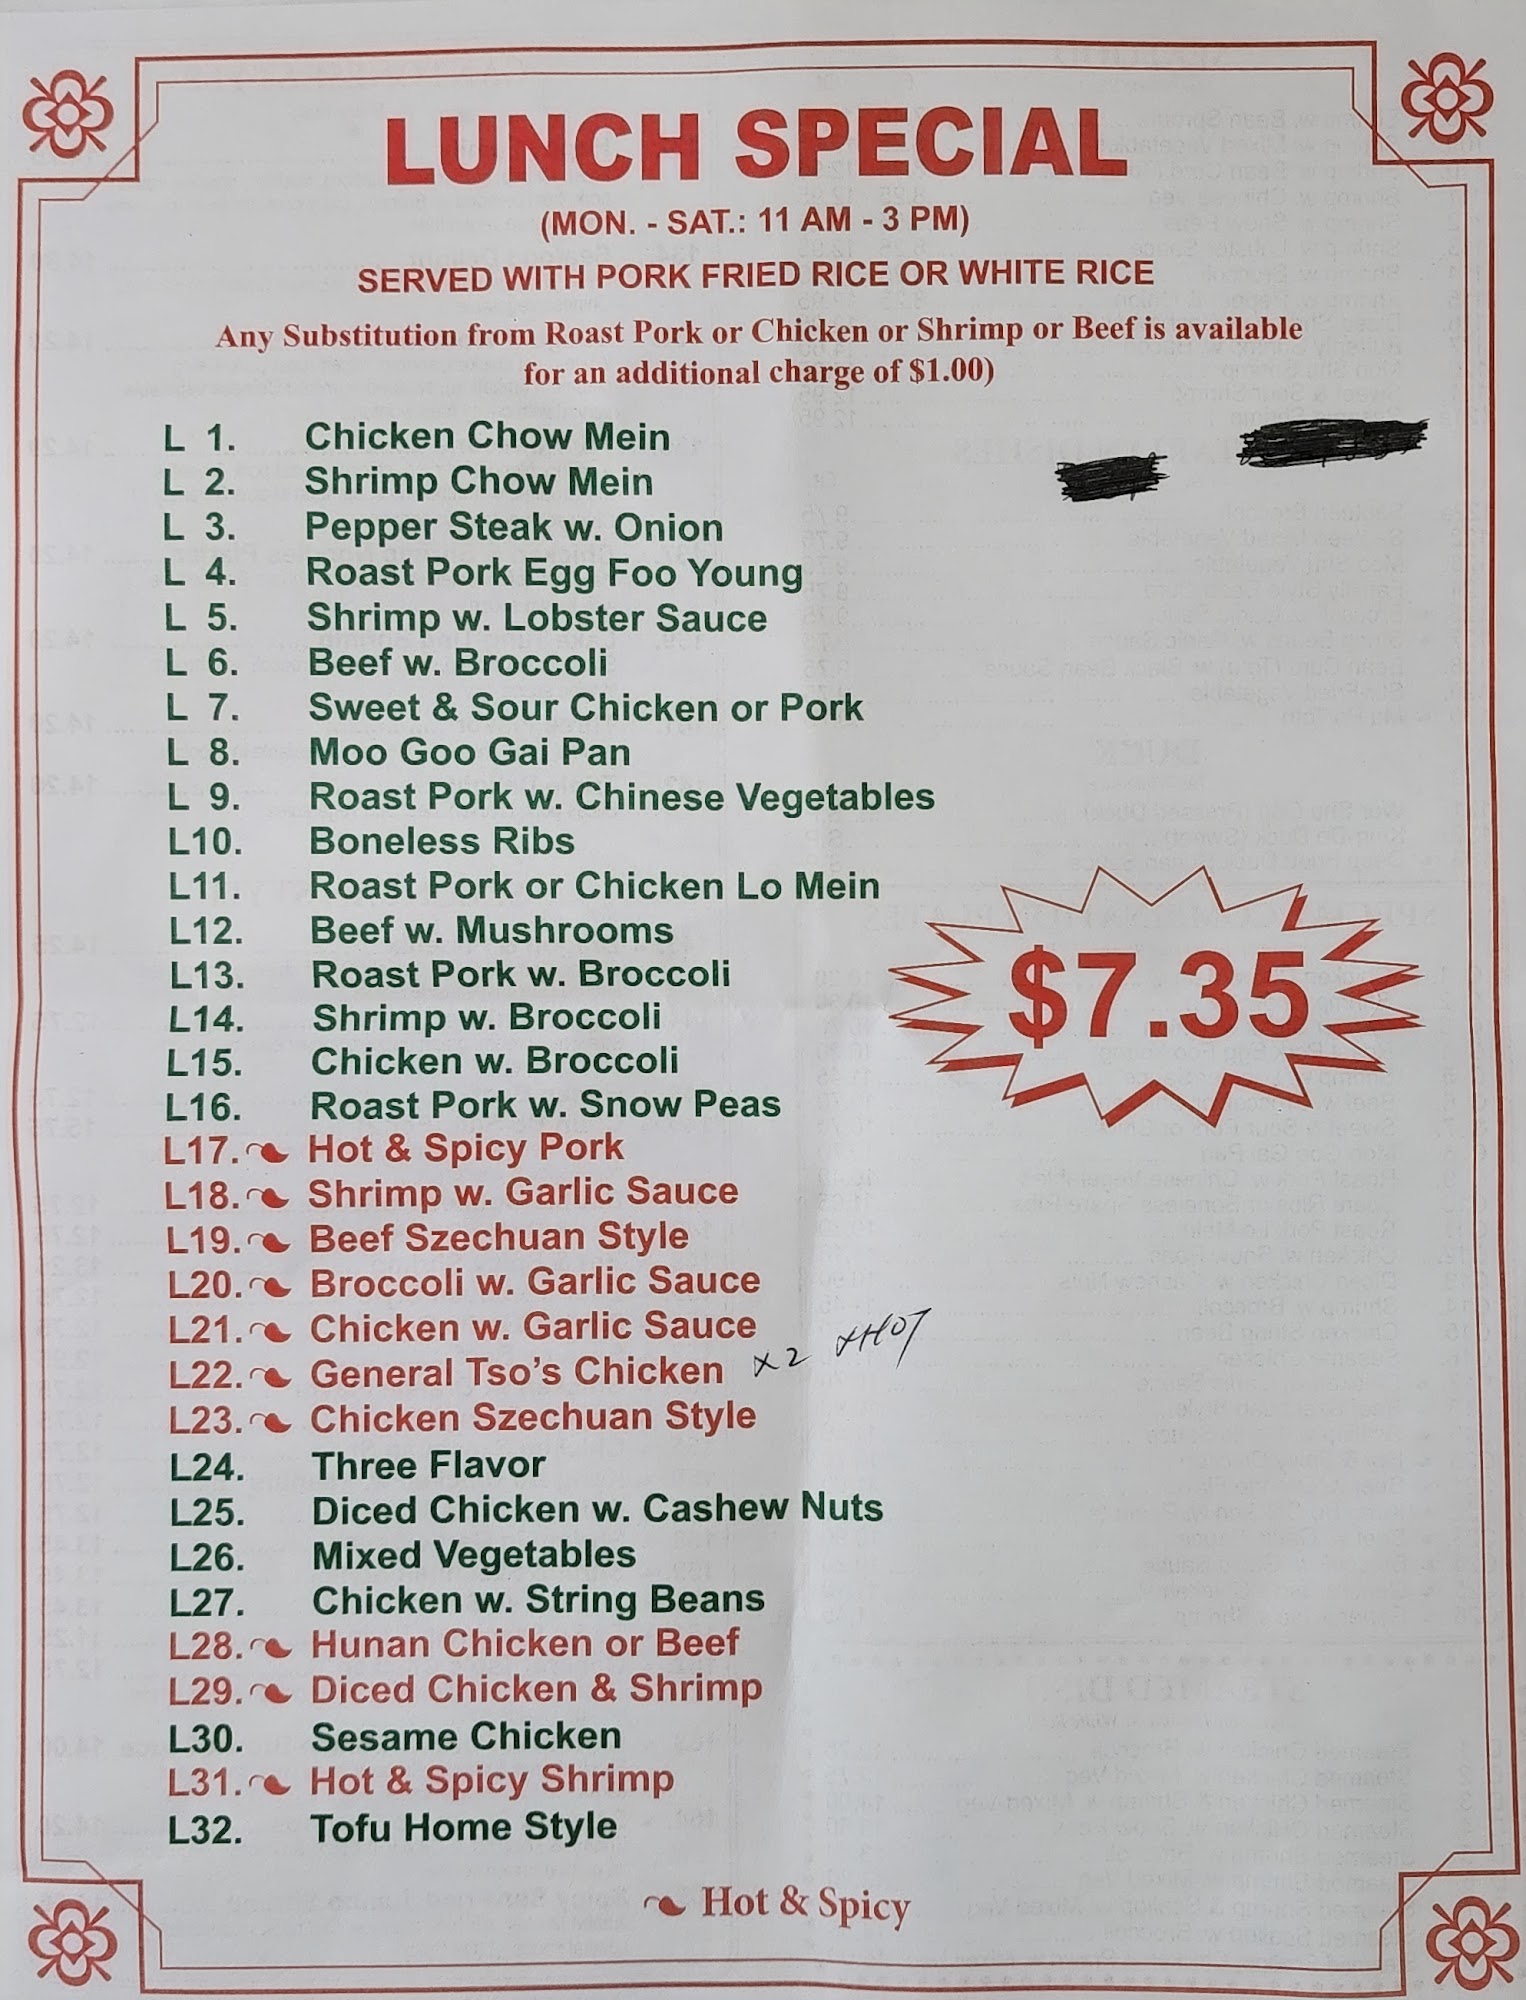 LUNCH SPECIAL
(MON. - SAT.: 11 AM - 3 PM)
SERVED WITH PORK FRIED RICE OR WHITE RICE
Any Substitution from Roast Pork or Chicken or Shrimp or Beef is available
for an additional charge of $1.00)
L 1. Chicken Chow Mein
L 2. Shrimp Chow Mein
L 3. Pepper Steak w. Onion
L 4. Roast Pork Egg Foo Young
L 5. Shrimp w. Lobster Sauce
L 6. Beef w. Broccoli
L 7. Sweet & Sour Chicken or Pork
L 8. Moo Goo Gai Pan
L 9. Roast Pork w. Chinese Vegetables
L10. Boneless Ribs
L11. Roast Pork or Chicken Lo Mein
L12. Beef w. Mushrooms
L13. Roast Pork w. Broccoli
$7.35
L14. Shrimp w. Broccoli
L15. Chicken w. Broccoli
L16. Roast Pork w. Snow Peas
L17. Hot & Spicy Pork
L18. Shrimp w. Garlic Sauce
L19. Beef Szechuan Style
L20. Broccoli w. Garlic Sauce
L21. Chicken w. Garlic Sauce
L22. General Tso's Chicken x2 xHOT
L23. Chicken Szechuan Style
L24. Three Flavor
L25. Diced Chicken w. Cashew Nuts
L26. Mixed Vegetables
L27. Chicken w. String Beans
L28. Hunan Chicken or Beef
L29. Diced Chicken & Shrimp
L30. Sesame Chicken
L31. Hot & Spicy Shrimp
L32. Tofu Home Style
Hot & Spicy